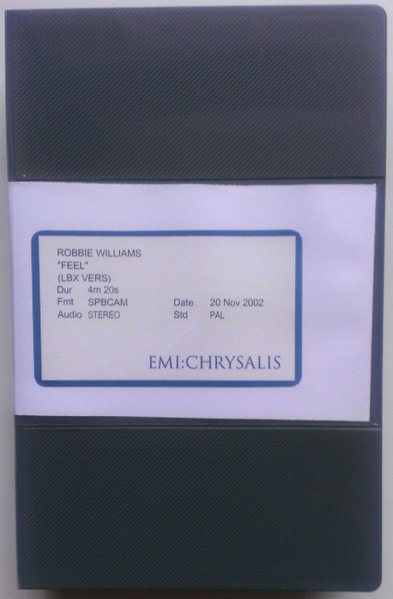 ROBBIE WILLIAMS
"FEEL"
(LBX VERS)
Dur 4m 20s
Fmt SPBCAM Date 20 Nov 2002
Audio STEREO Std PAL
EMI:CHRYSALIS